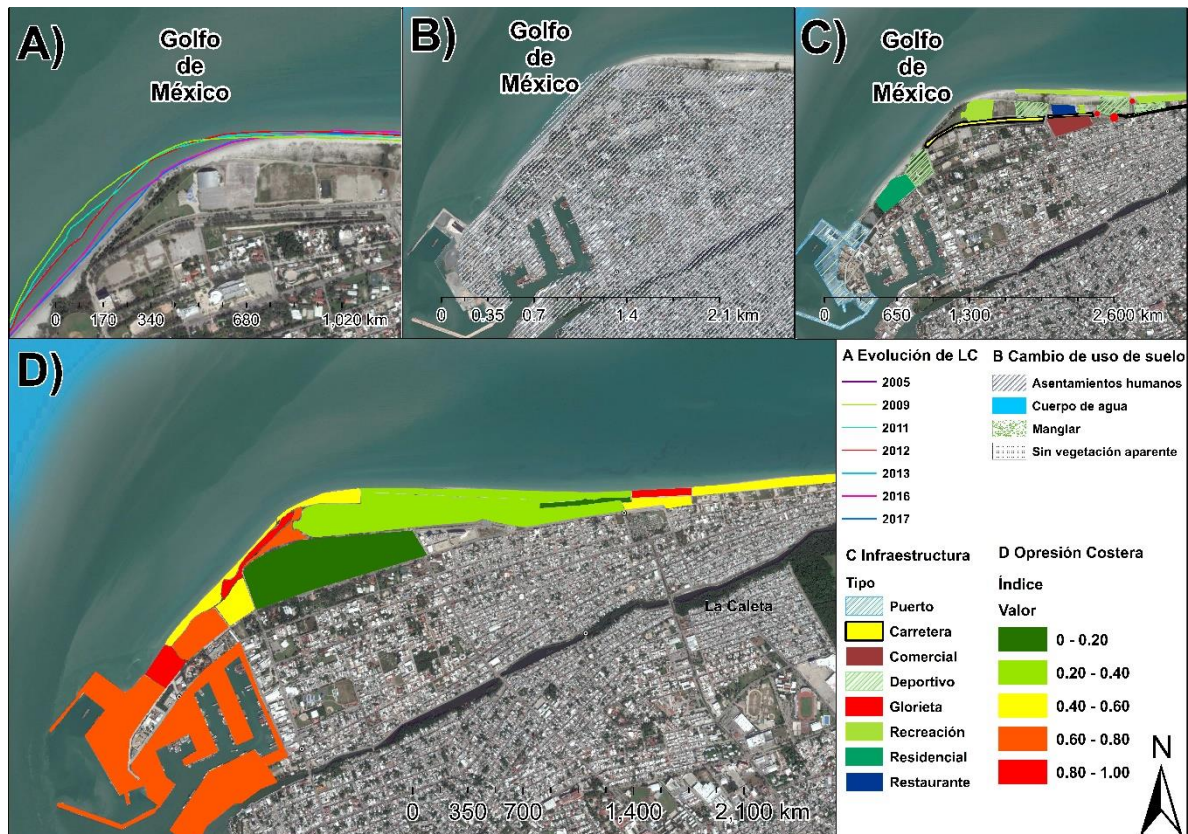 A)
Golfo
de
México
0 170 340 680 1,020 km
B)
0 0.35 0.7 1.4 2.1 km
C)
Golfo
de
México
0 650 1,300 2,600 km
D)
La Caleta
0 350 700 1,400 2,100 km
A Evolución de LC
2005
2009
2011
2012
2013
2016
2017
B Cambio de uso de suelo
Asentamientos humanos
Cuerpo de agua
Manglar
Sin vegetación aparente
C Infraestructura
Tipo
Puerto
Carretera
Comercial
Deportivo
Glorieta
Recreación
Residencial
Restaurante
D Opresión Costera
Índice
Valor
0 - 0.20
0.20 - 0.40
0.40 - 0.60
0.60 - 0.80
0.80 - 1.00
N